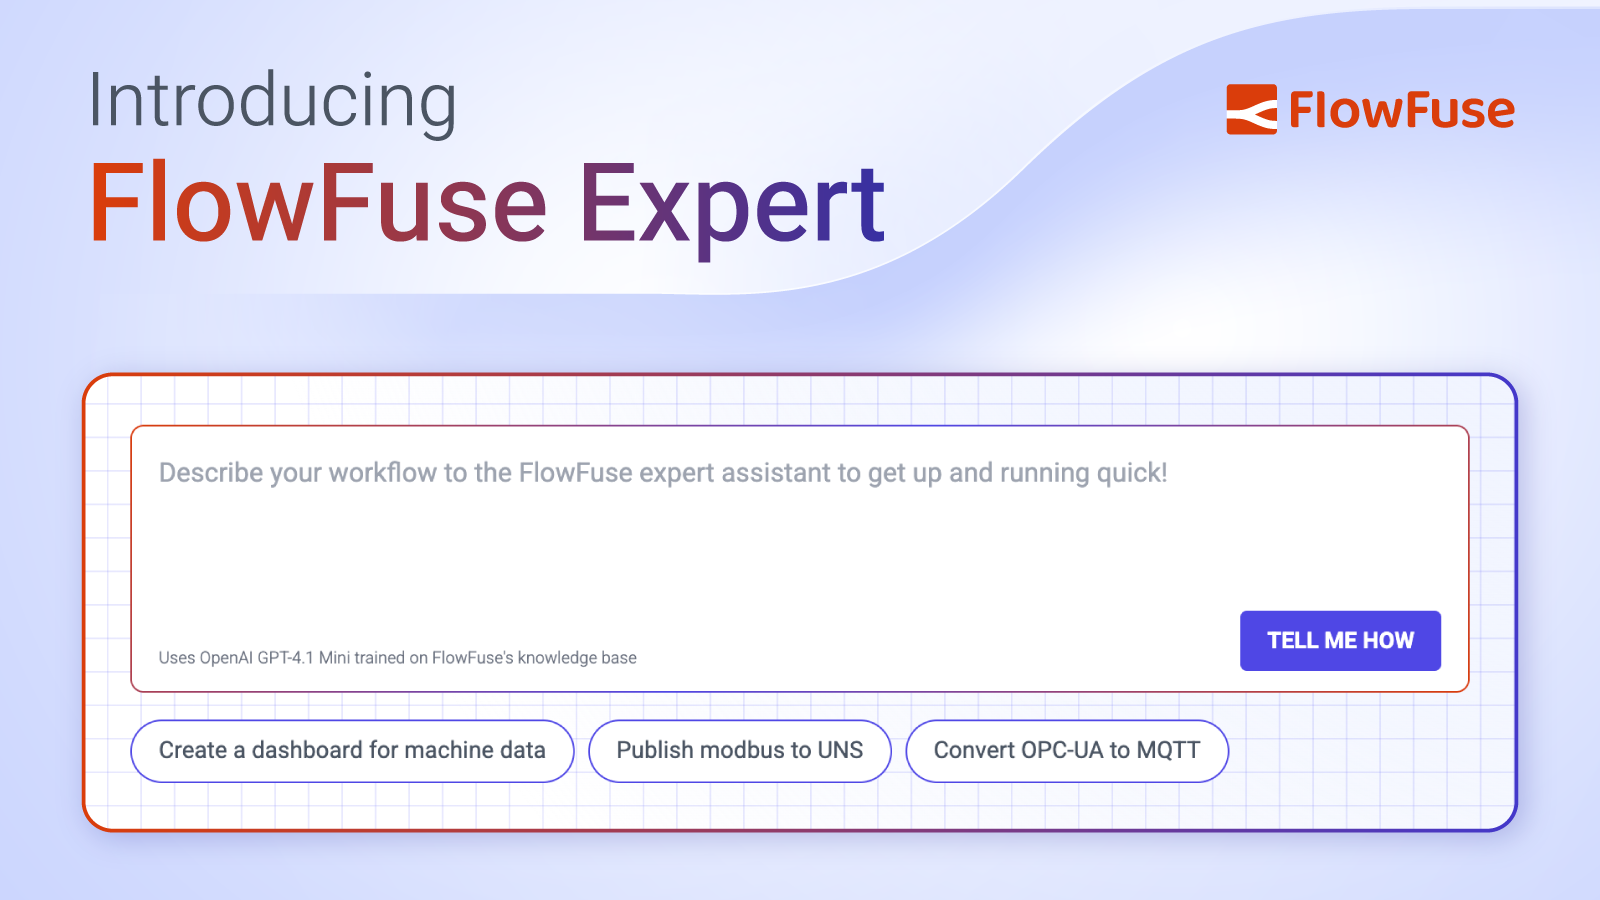 Introducing
FlowFuse Expert
FlowFuse
Describe your workflow to the FlowFuse expert assistant to get up and running quick!
Uses OpenAI GPT-4.1 Mini trained on FlowFuse's knowledge base
TELL ME HOW
Create a dashboard for machine data
Publish modbus to UNS
Convert OPC-UA to MQTT